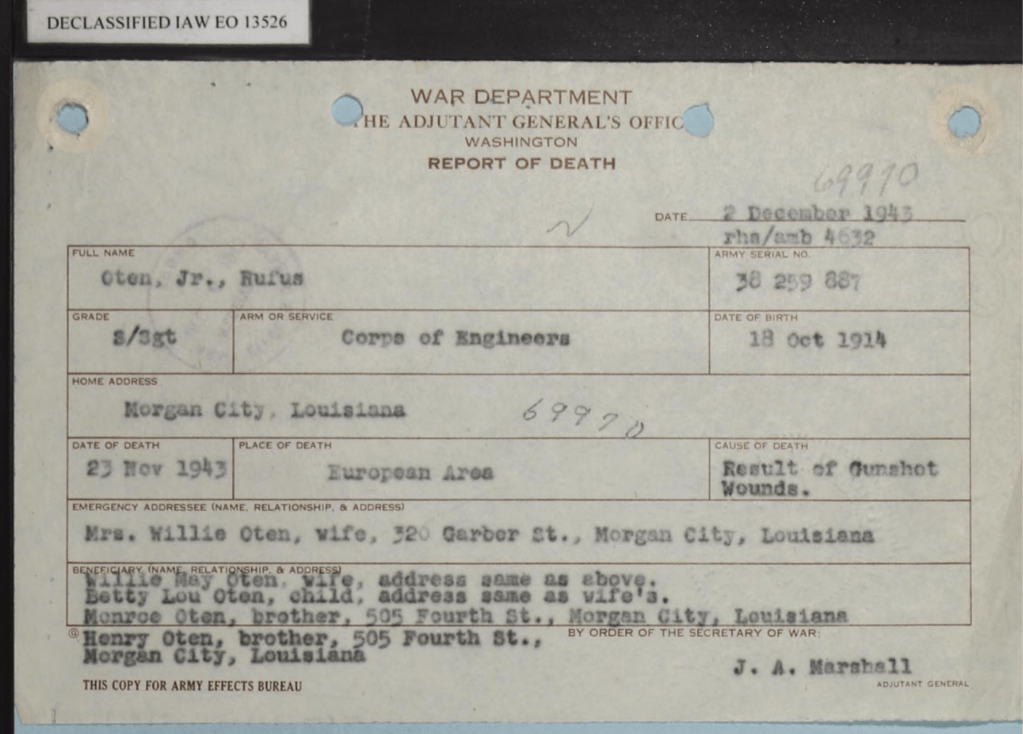 DECLASSIFIED IAW EO 13526
WAR DEPARTMENT
HE ADJUTANT GENERAL'S OFFIC
WASHINGTON
REPORT OF DEATH
69970
DATE 2 December 1943
rhs/amb 4632
FULL NAME
Oten, Jr., Rufus
ARMY SERIAL NO.
38 259 887
GRADE
S/Sgt
ARM OR SERVICE
Corps of Engineers
DATE OF BIRTH
18 Oct 1914
HOME ADDRESS
Morgan City, Louisiana
69970
DATE OF DEATH
23 Nov 1943
PLACE OF DEATH
European Area
CAUSE OF DEATH
Result of Gunshot
Wounds.
EMERGENCY ADDRESSEE (NAME, RELATIONSHIP, & ADDRESS)
Mrs. Willie Oten, wife, 320 Garber St., Morgan City, Louisiana
BENEFICIARY (NAME, RELATIONSHIP, & ADDRESS)
Willie May Oten, wife, address same as above.
Betty Lou Oten, child, address same as wife's.
Monroe Oten, brother, 505 Fourth St., Morgan City, Louisiana
Henry Oten, brother, 505 Fourth St.,
Morgan City, Louisiana
BY ORDER OF THE SECRETARY OF WAR:
J. A. Marshall
ADJUTANT GENERAL
THIS COPY FOR ARMY EFFECTS BUREAU